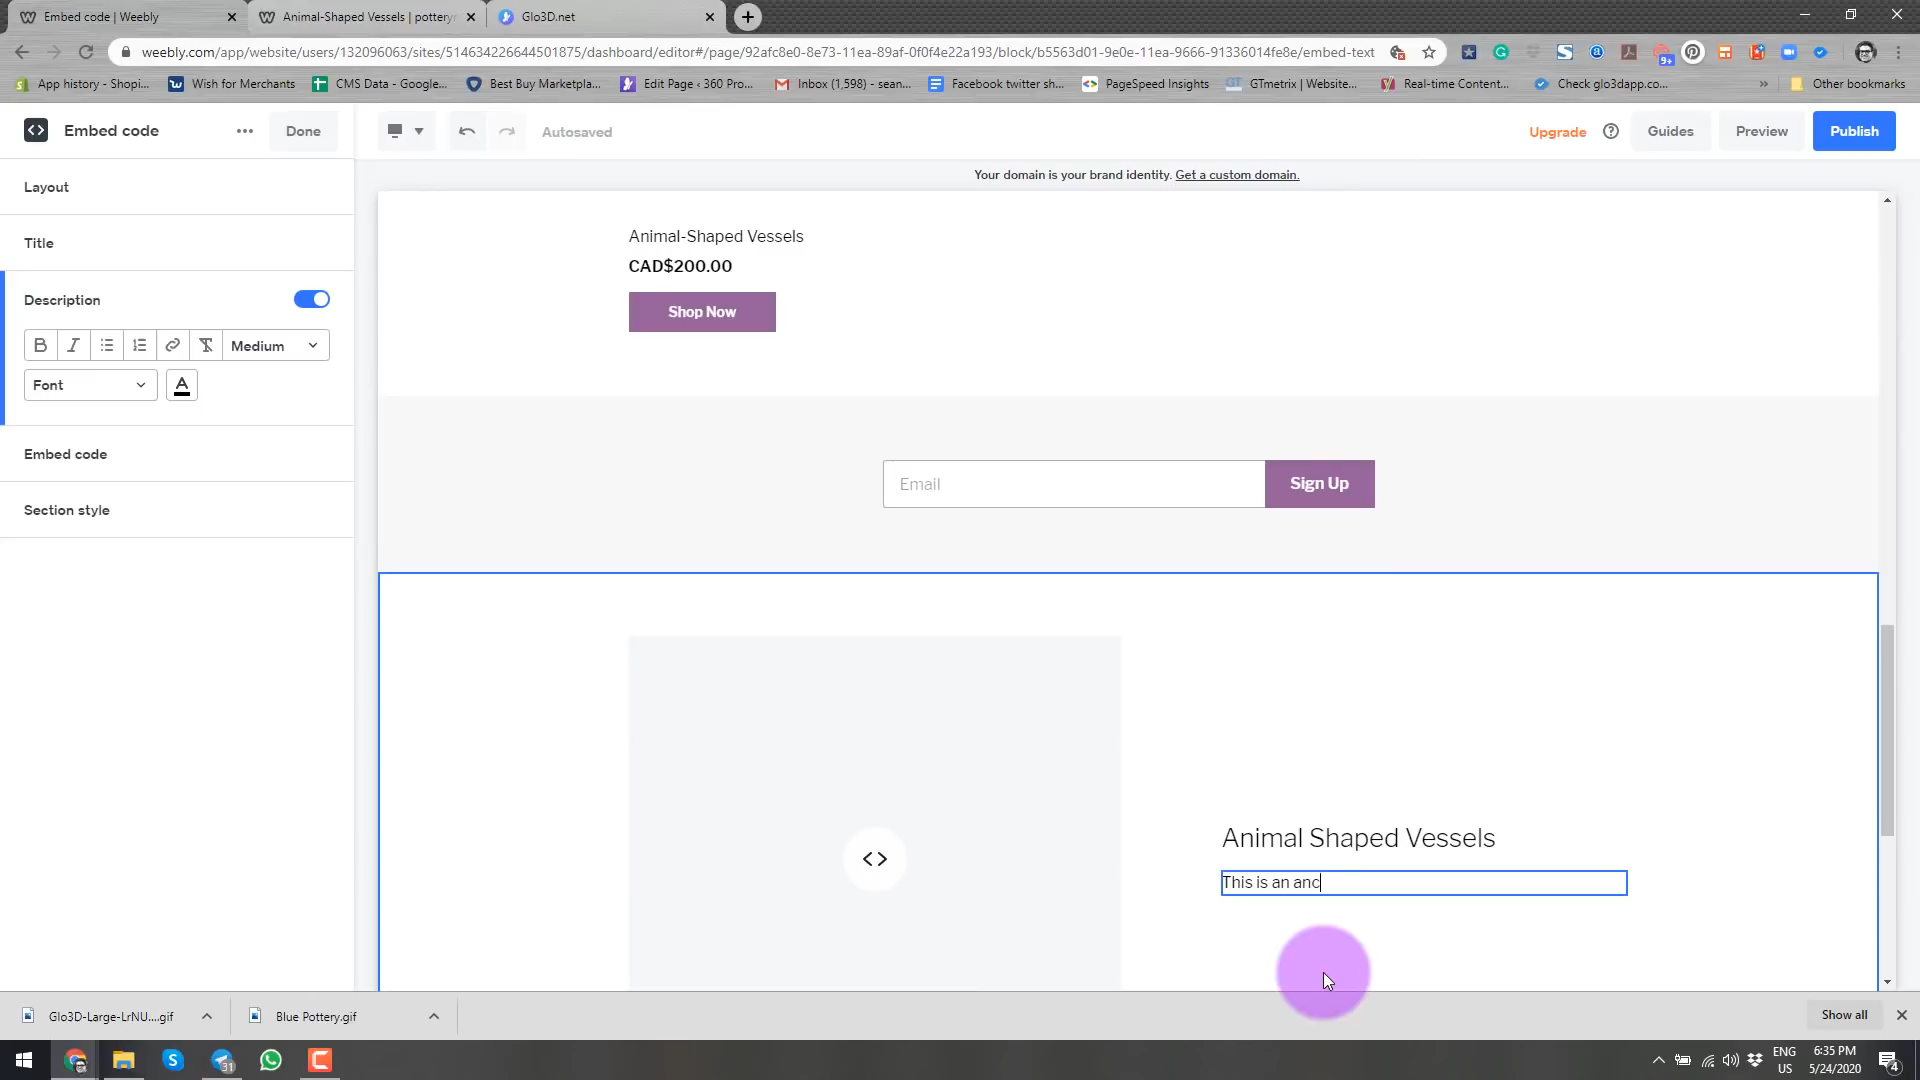 Embed code | Weebly
Animal-Shaped Vessels | pottery
Glo3D.net
weebly.com/app/website/users/132096063/sites/514634226644501875/dashboard/editor#/page/92afc8e0-8e73-11ea-89af-0f0f4e22a193/block/b5563d01-9e0e-11ea-9666-91336014fe8e/embed-text
9+
App history - Shopi...
Wish for Merchants
CMS Data - Google...
Best Buy Marketpla...
Edit Page ‹ 360 Pro...
Inbox (1,598) - sean...
Facebook twitter sh...
PageSpeed Insights
GTmetrix | Website...
Real-time Content...
Check glo3dapp.co...
»
Other bookmarks
Embed code
Done
Autosaved
Upgrade
Guides
Preview
Publish
Your domain is your brand identity. Get a custom domain.
Layout
Title
Description
B I
Medium
Font
A
Embed code
Section style
Animal-Shaped Vessels
CAD$200.00
Shop Now
Email
Sign Up
Animal Shaped Vessels
This is an anc
Glo3D-Large-LrNU....gif
Blue Pottery.gif
Show all
31
ENG
US
6:35 PM
5/24/2020
4